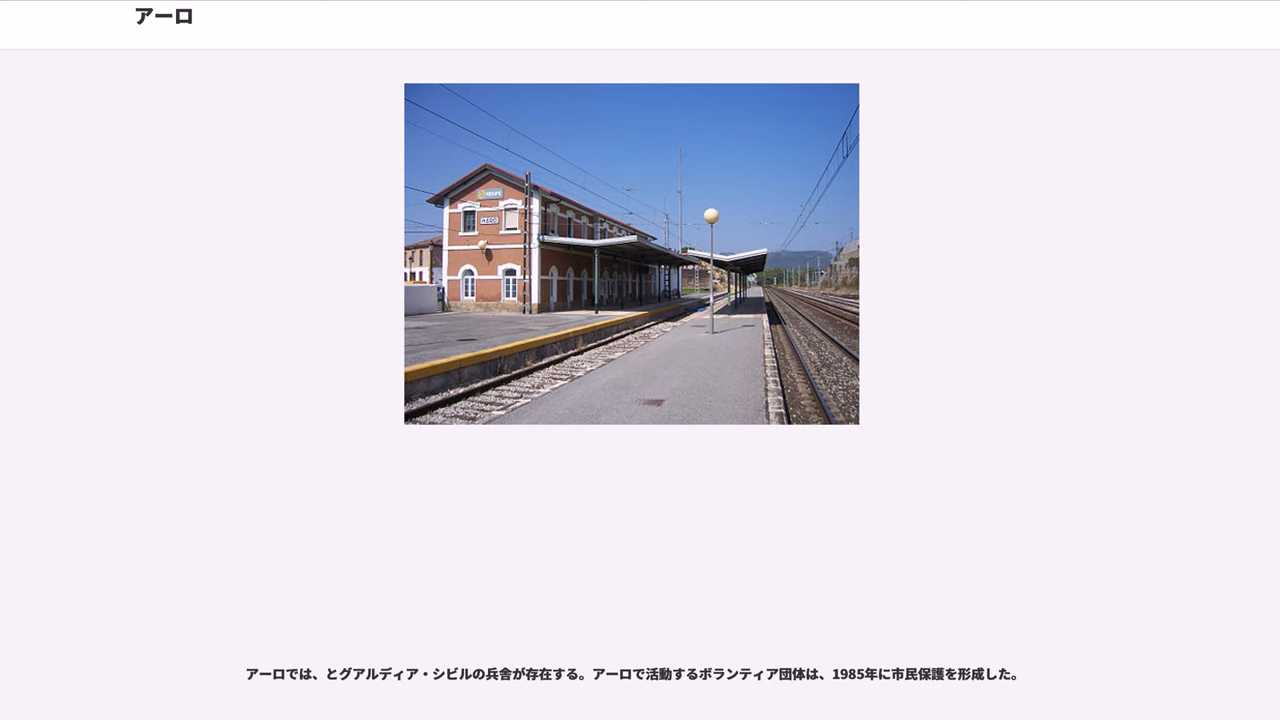 アーロ
renfe
HARO
アーロでは、とグアルディア・シビルの兵舎が存在する。アーロで活動するボランティア団体は、1985年に市民保護を形成した。